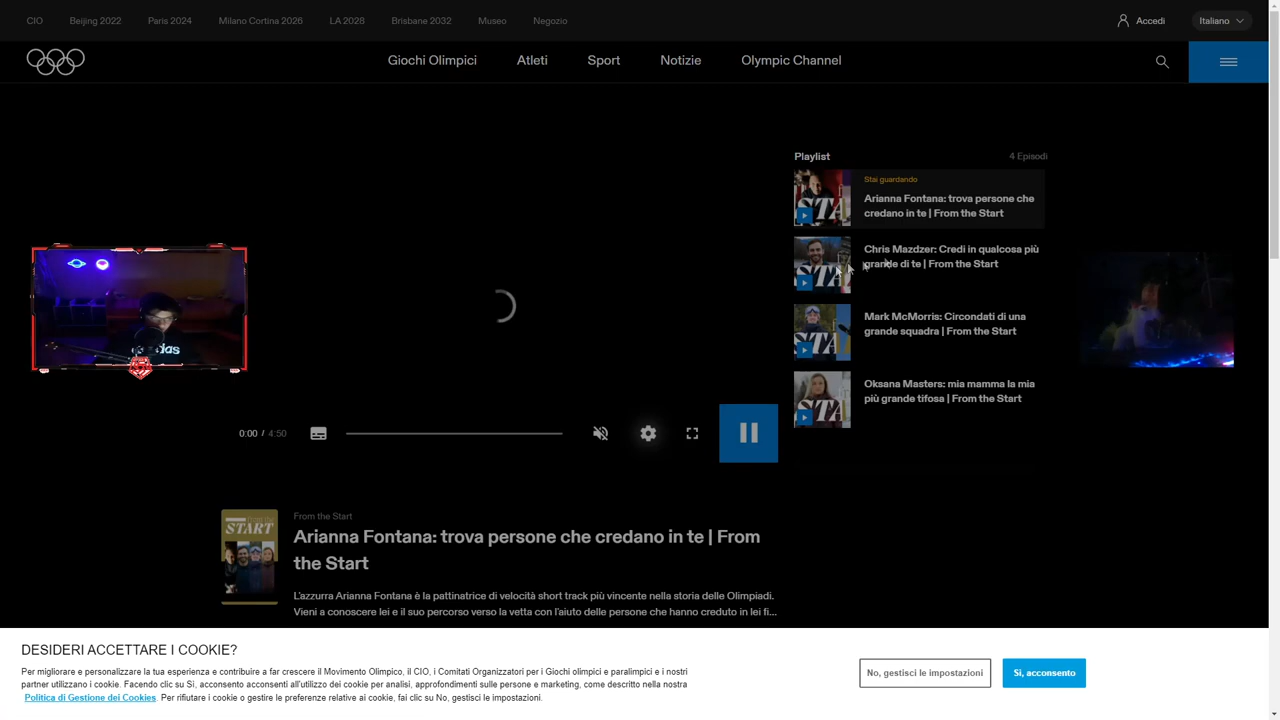 CIO Beijing 2022 Paris 2024 Milano Cortina 2026 LA 2028 Brisbane 2032 Museo Negozio Accedi Italiano
Giochi Olimpici Atleti Sport Notizie Olympic Channel
Playlist 4 Episodi
Stai guardando
Arianna Fontana: trova persone che
credano in te | From the Start
Chris Mazdzer: Credi in qualcosa più
grande di te | From the Start
Mark McMorris: Circondati di una
grande squadra | From the Start
Oksana Masters: mia mamma la mia
più grande tifosa | From the Start
STA
STA
STA
STA
0:00 / 4:50
START
From the Start
Arianna Fontana: trova persone che credano in te | From
the Start
L'azzurra Arianna Fontana è la pattinatrice di velocità short track più vincente nella storia delle Olimpiadi.
Vieni a conoscere lei e il suo percorso verso la vetta con l'aiuto delle persone che hanno creduto in lei fi...
DESIDERI ACCETTARE I COOKIE?
Per migliorare e personalizzare la tua esperienza e contribuire a far crescere il Movimento Olimpico, il CIO, i Comitati Organizzatori per i Giochi olimpici e paralimpici e i nostri
partner utilizzano i cookie. Facendo clic su Sì, acconsento acconsenti all'utilizzo dei cookie per analisi, approfondimenti sulle persone e marketing, come descritto nella nostra
Politica di Gestione dei Cookies. Per rifiutare i cookie o gestire le preferenze relative ai cookie, fai clic su No, gestisci le impostazioni.
No, gestisci le impostazioni
Sì, acconsento